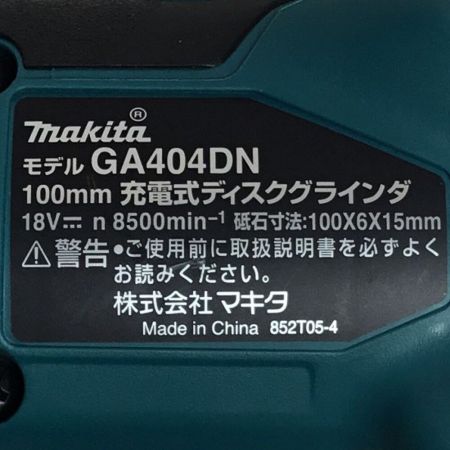 makita®
モデル GA404DN
100mm 充電式ディスクグラインダ
18V⎓ n 8500min⁻¹ 砥石寸法:100X6X15mm
⚠警告 •ご使用前に取扱説明書を必ずよく
お読みください。
株式会社 マキタ
Made in China 852T05-4